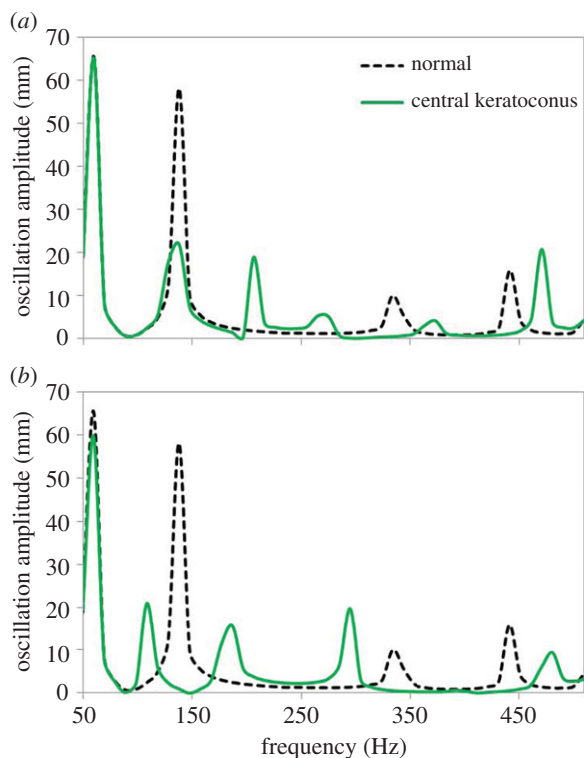 (a)
70
60
50
40
30
20
10
0
oscillation amplitude (mm)
normal
central keratoconus
(b)
70
60
50
40
30
20
10
0
oscillation amplitude (mm)
50 150 250 350 450
frequency (Hz)